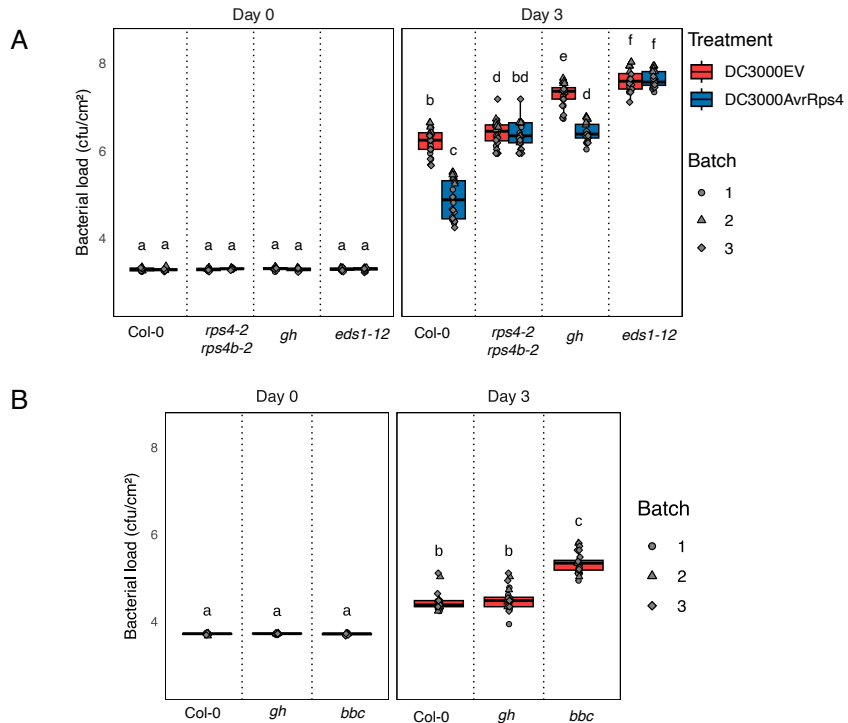 A
Day 0
Day 3
Bacterial load (cfu/cm²)
8
6
4
a a a a a a a a
b c d bd e d f f
Col-0
rps4-2
rps4b-2
gh
eds1-12
Col-0
rps4-2
rps4b-2
gh
eds1-12
Treatment
DC3000EV
DC3000AvrRps4
Batch
1
2
3
B
Day 0
Day 3
Bacterial load (cfu/cm²)
8
6
4
a a a
b b c
Col-0
gh
bbc
Col-0
gh
bbc
Batch
1
2
3